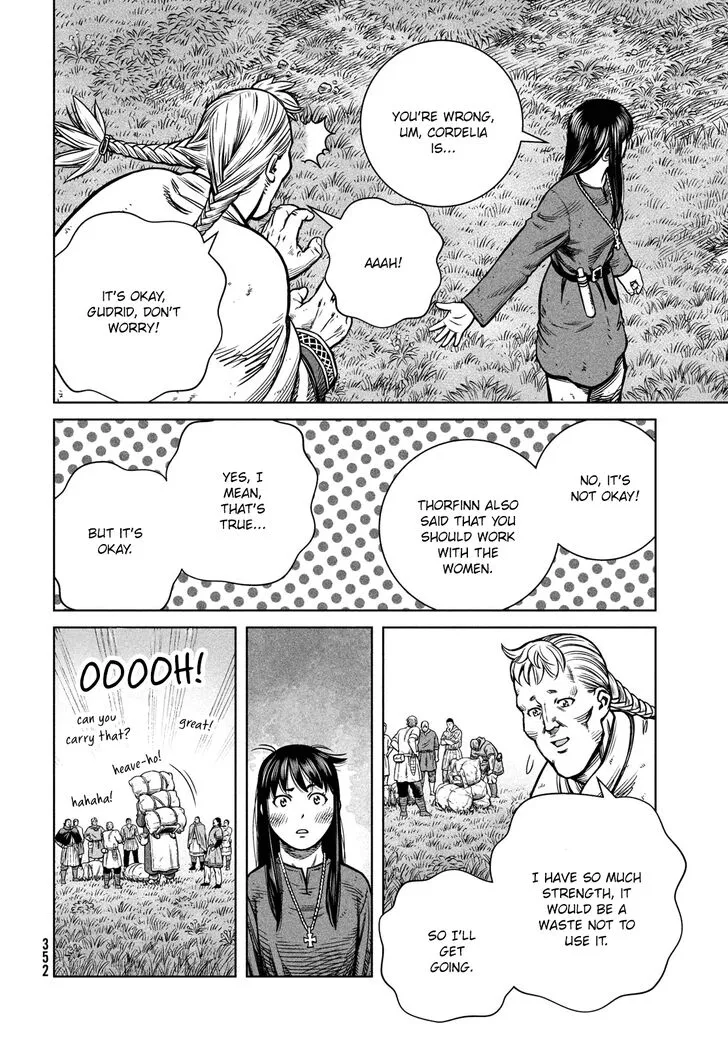 YOU'RE WRONG,
UM, CORDELIA
IS...
AAAH!
IT'S OKAY,
GUDRID, DON'T
WORRY!
NO, IT'S
NOT OKAY!
THORFINN ALSO
SAID THAT YOU
SHOULD WORK
WITH THE
WOMEN.
YES, I
MEAN,
THAT'S
TRUE...
BUT IT'S
OKAY.
I HAVE SO MUCH
STRENGTH, IT
WOULD BE A
WASTE NOT TO
USE IT.
SO I'LL
GET
GOING.
OOOOH!
can you
carry that?
great!
heave-ho!
hahaha!
352